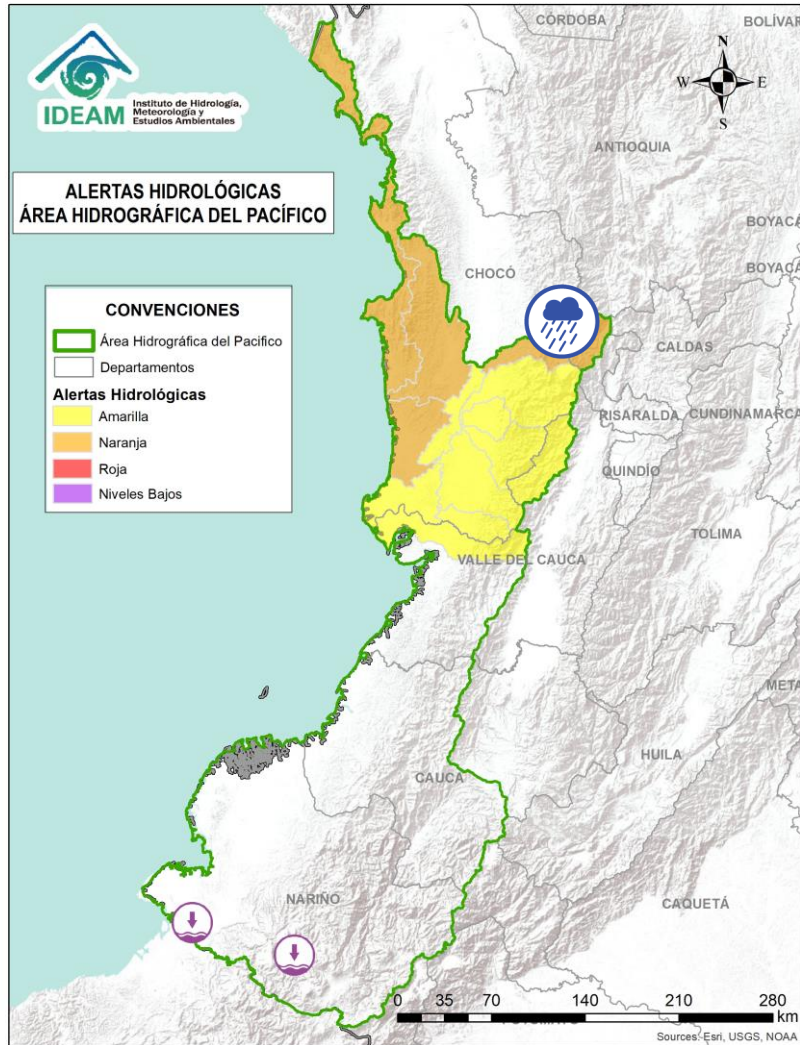 CÓRDOBA
BOLÍVAR
IDEAM
Instituto de Hidrología,
Meteorología y
Estudios Ambientales
N
W
E
S
ANTIOQUIA
ALERTAS HIDROLÓGICAS
ÁREA HIDROGRÁFICA DEL PACÍFICO
BOYACÁ
BOYACÁ
CHOCÓ
CONVENCIONES
Área Hidrográfica del Pacifico
Departamentos
Alertas Hidrológicas
Amarilla
Naranja
Roja
Niveles Bajos
CALDAS
RISARALDA
CUNDINAMARCA
QUINDÍO
TOLIMA
VALLE DEL CAUCA
META
HUILA
CAUCA
NARIÑO
CAQUETÁ
0 35 70 140 210 280
km
Sources: Esri, USGS, NOAA